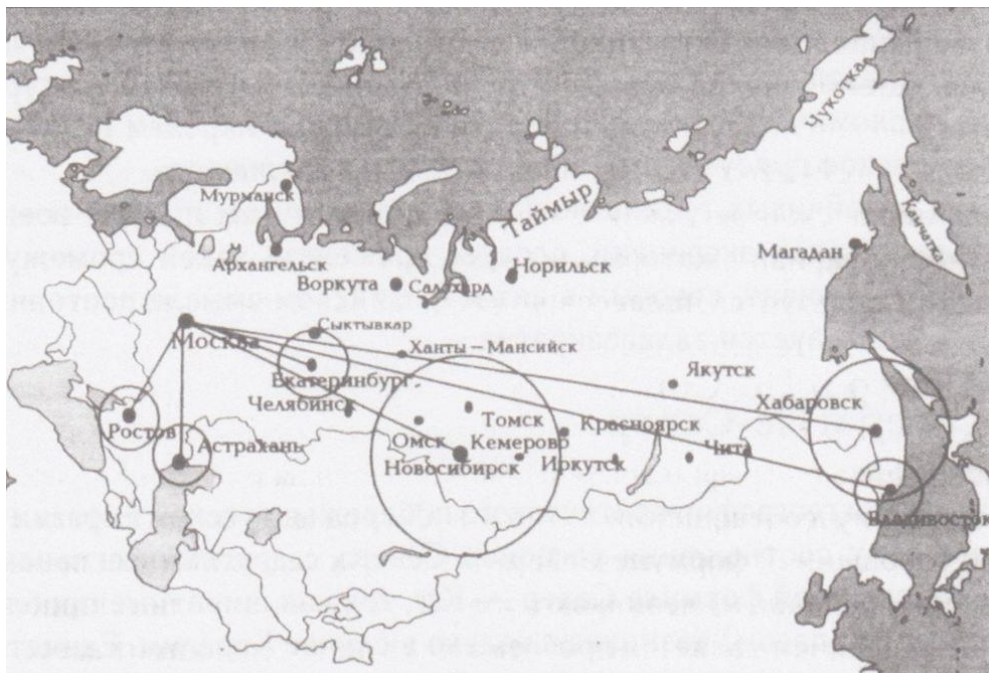 Чукотка
Камчатка
Таймыр
Мурманск
Магадан
Архангельск
Норильск
Воркута
Салехард
Сыктывкар
Москва
Ханты - Мансийск
Якутск
Екатеринбург
Челябинск
Хабаровск
Томск
Красноярск
Ростов
Астрахань
Омск
Кемерово
Чита
Новосибирск
Иркутск
Владивосток